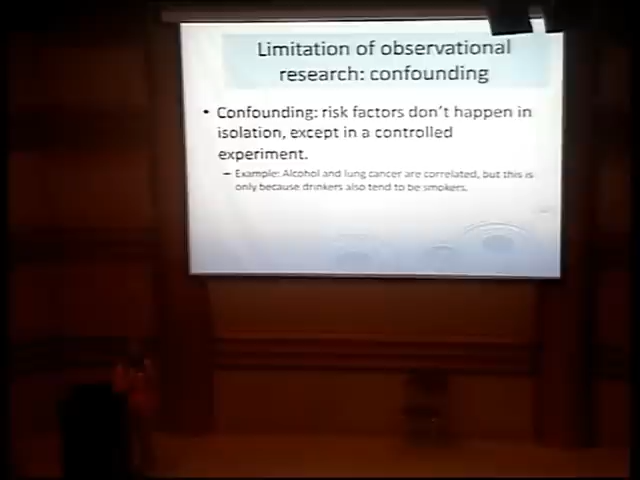 Limitation of observational
research: confounding
• Confounding: risk factors don't happen in
isolation, except in a controlled
experiment.
– Example: Alcohol and lung cancer are correlated, but this is
only because drinkers also tend to be smokers.